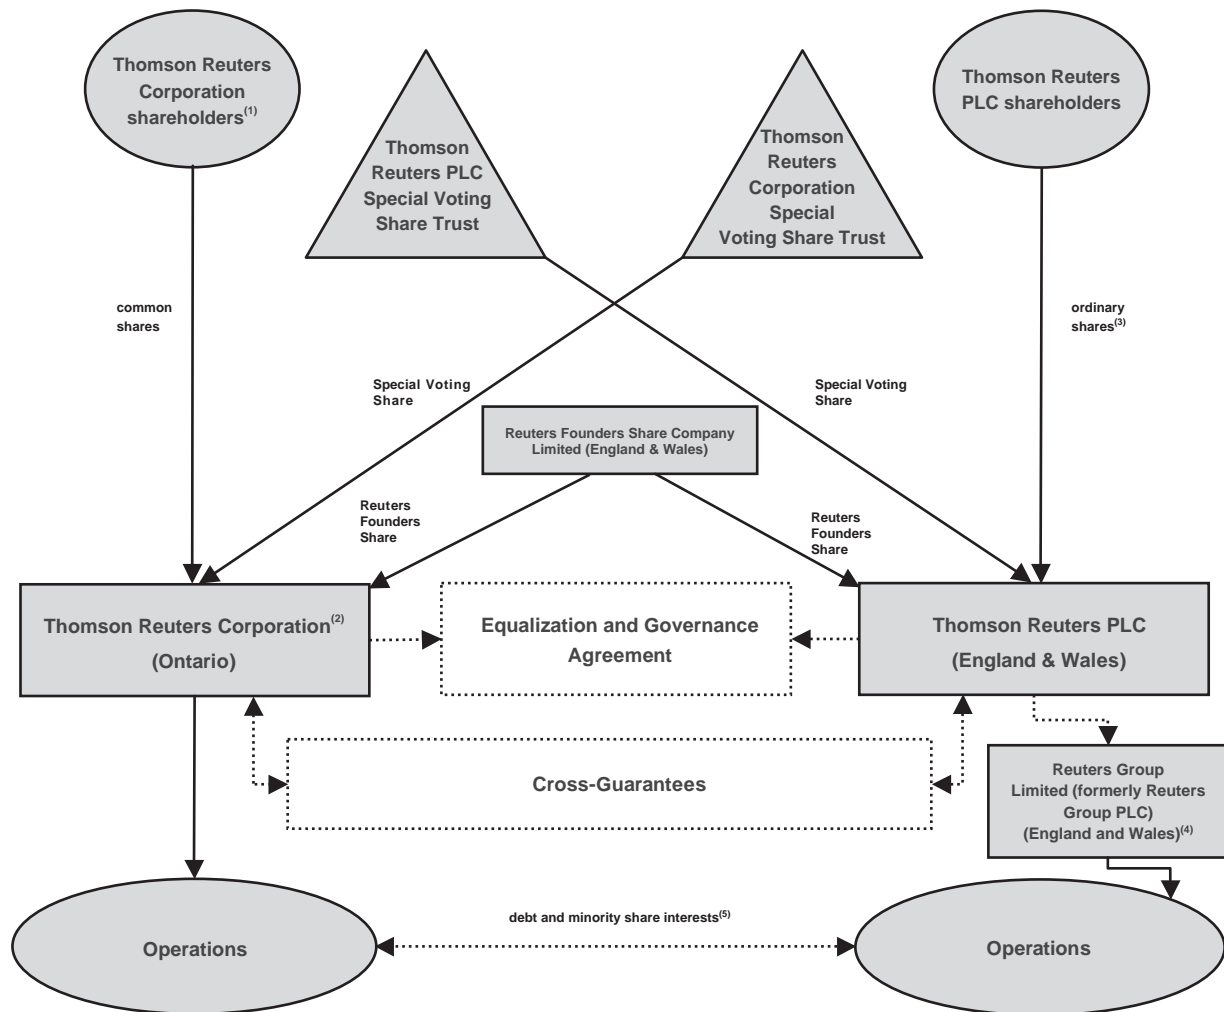 Thomson Reuters
Corporation
shareholders(1)
Thomson
Reuters PLC
Special Voting
Share Trust
Thomson
Reuters
Corporation
Special
Voting Share Trust
Thomson Reuters
PLC shareholders
common
shares
ordinary
shares(3)
Special Voting
Share
Special Voting
Share
Reuters Founders Share Company
Limited (England & Wales)
Reuters
Founders
Share
Reuters
Founders
Share
Thomson Reuters Corporation(2)
(Ontario)
Equalization and Governance
Agreement
Thomson Reuters PLC
(England & Wales)
Cross-Guarantees
Reuters Group
Limited (formerly Reuters
Group PLC)
(England and Wales)(4)
Operations
debt and minority share interests(5)
Operations